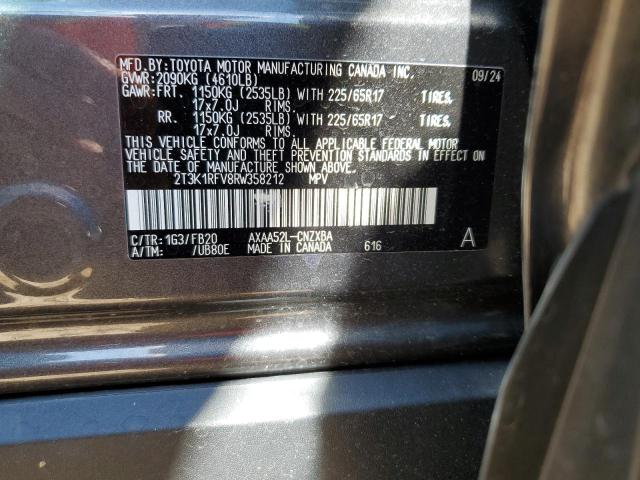 MFD. BY: TOYOTA MOTOR MANUFACTURING CANADA INC. 09/24
GVWR: 2090KG (4610LB)
GAWR: FRT. 1150KG (2535LB) WITH 225/65R17 TIRES,
17x7.0J RIMS.
RR. 1150KG (2535LB) WITH 225/65R17 TIRES,
17x7.0J RIMS.
THIS VEHICLE CONFORMS TO ALL APPLICABLE FEDERAL MOTOR
VEHICLE SAFETY AND THEFT PREVENTION STANDARDS IN EFFECT ON
THE DATE OF MANUFACTURE SHOWN ABOVE.
2T3K1RFV8RW358212 MPV
C/TR: 1G3/FB20 AXAA52L-CNZXBA A
A/TM: /UB80E MADE IN CANADA 616